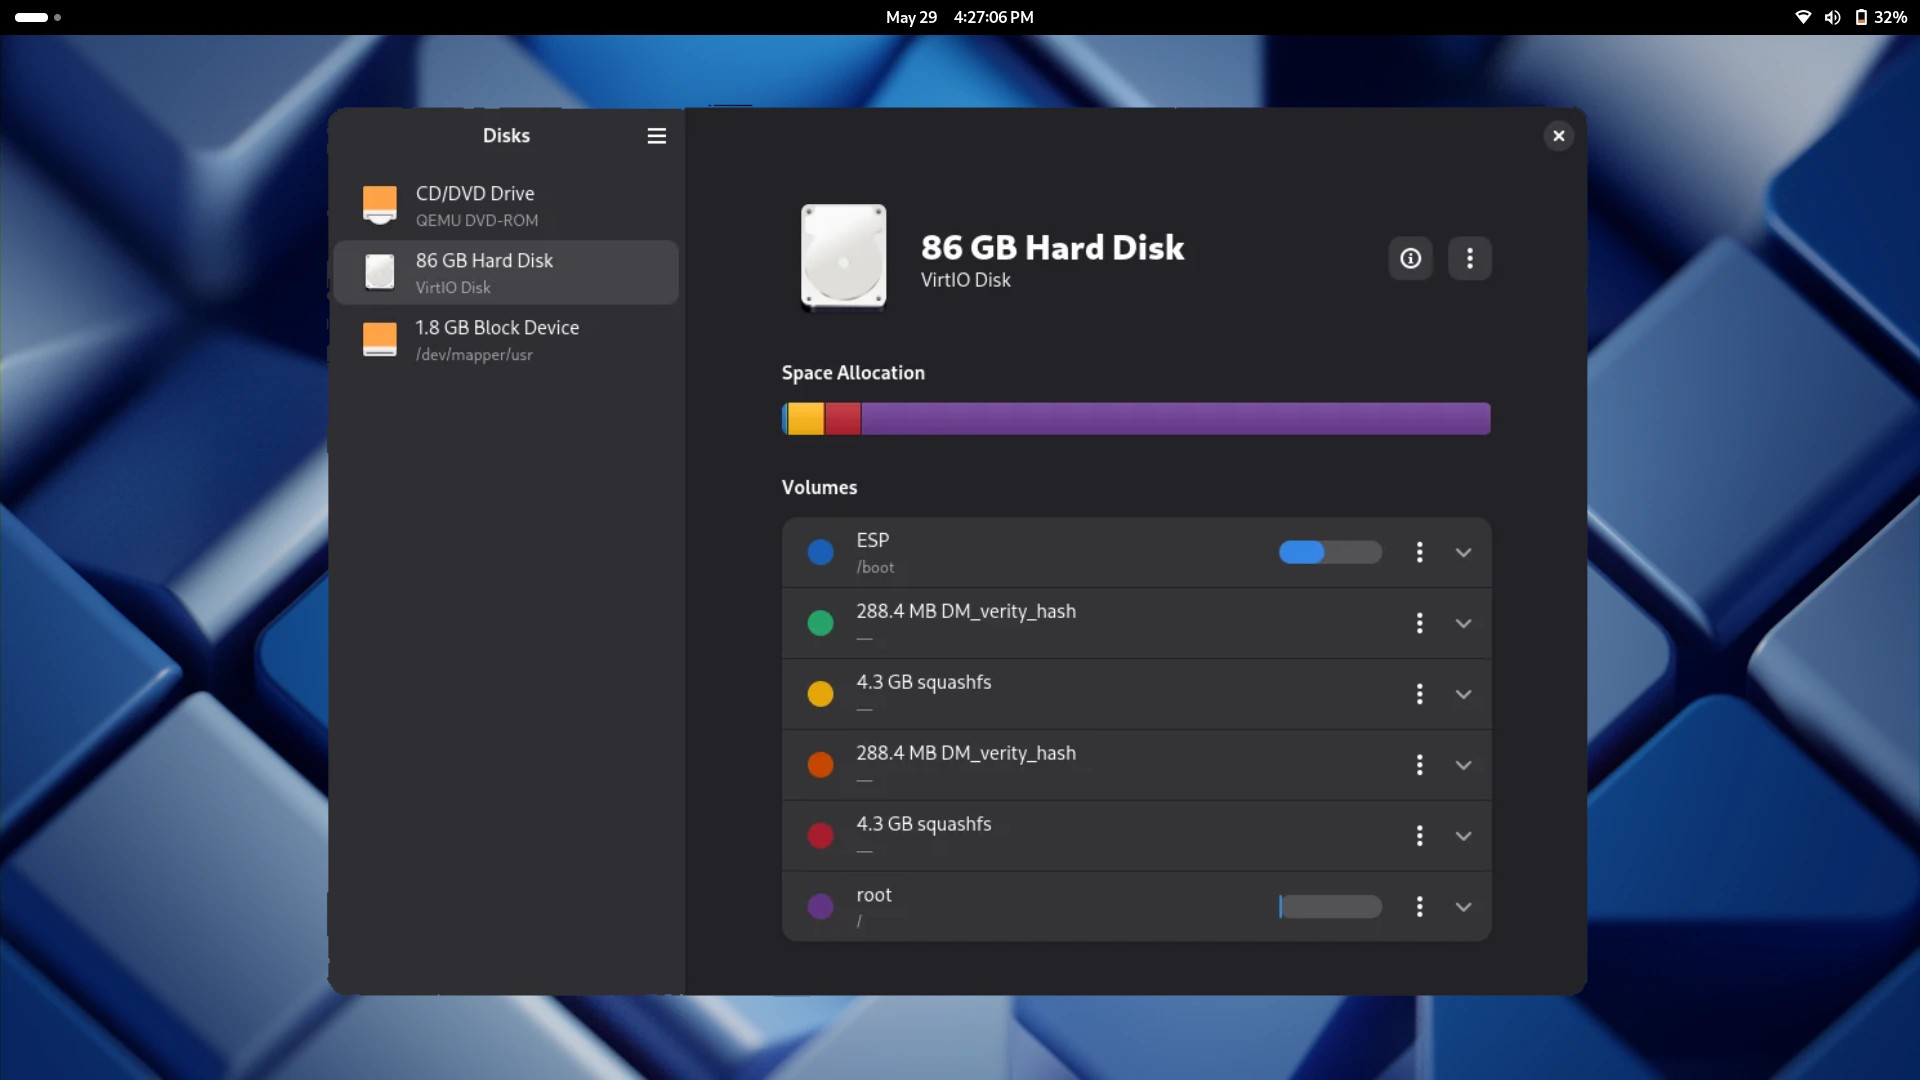 May 29 4:27:06 PM
32%
Disks
CD/DVD Drive
QEMU DVD-ROM
86 GB Hard Disk
VirtIO Disk
1.8 GB Block Device
/dev/mapper/usr
86 GB Hard Disk
VirtIO Disk
Space Allocation
Volumes
ESP
/boot
288.4 MB DM_verity_hash
—
4.3 GB squashfs
—
288.4 MB DM_verity_hash
—
4.3 GB squashfs
—
root
/